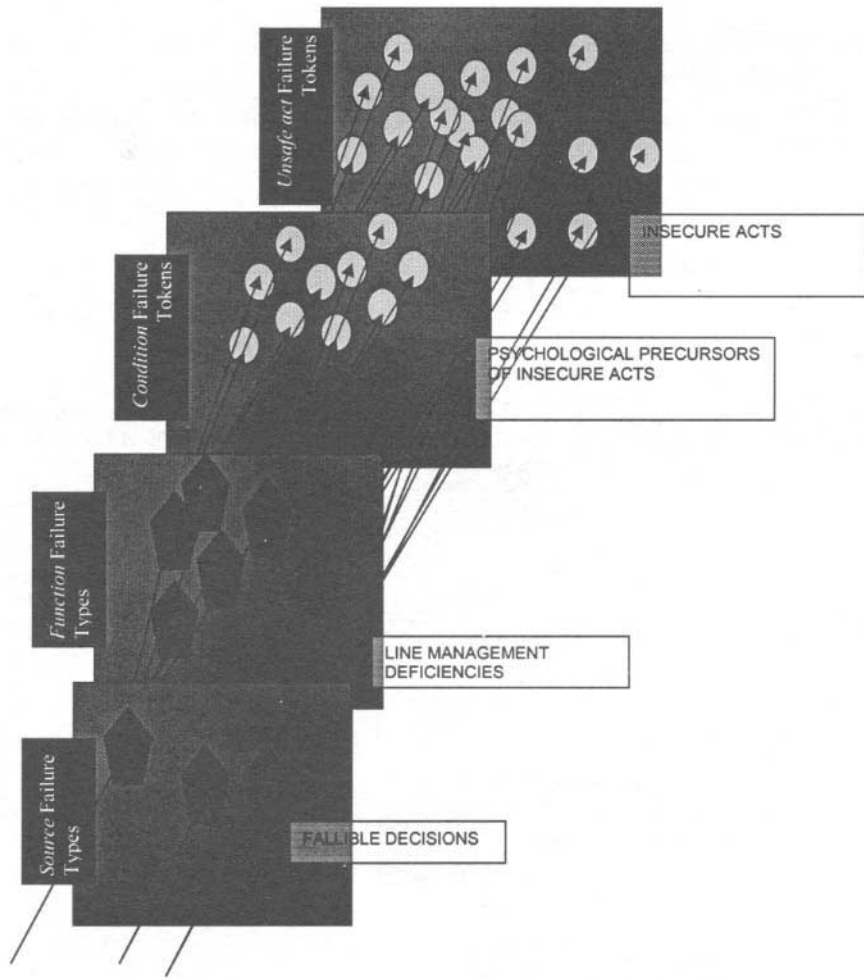 Unsafe act Failure
Tokens
INSECURE ACTS
Condition Failure
Tokens
PSYCHOLOGICAL PRECURSORS
OF INSECURE ACTS
Function Failure
Types
LINE MANAGEMENT
DEFICIENCIES
Source Failure
Types
FALLIBLE DECISIONS